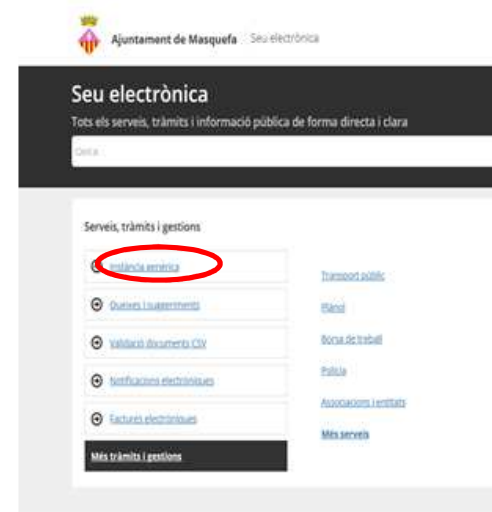 Ajuntament de Masquefa Seu electrònica
Seu electrònica
Tots els serveis, tràmits i informació pública de forma directa i clara
Cerca
Serveis, tràmits i gestions
Instància genèrica
Queixes i suggeriments
Validació documents CSV
Notificacions electròniques
Factures electròniques
Més tràmits i gestions
Transport públic
Plànol
Borsa de treball
Policia
Associacions i entitats
Més serveis